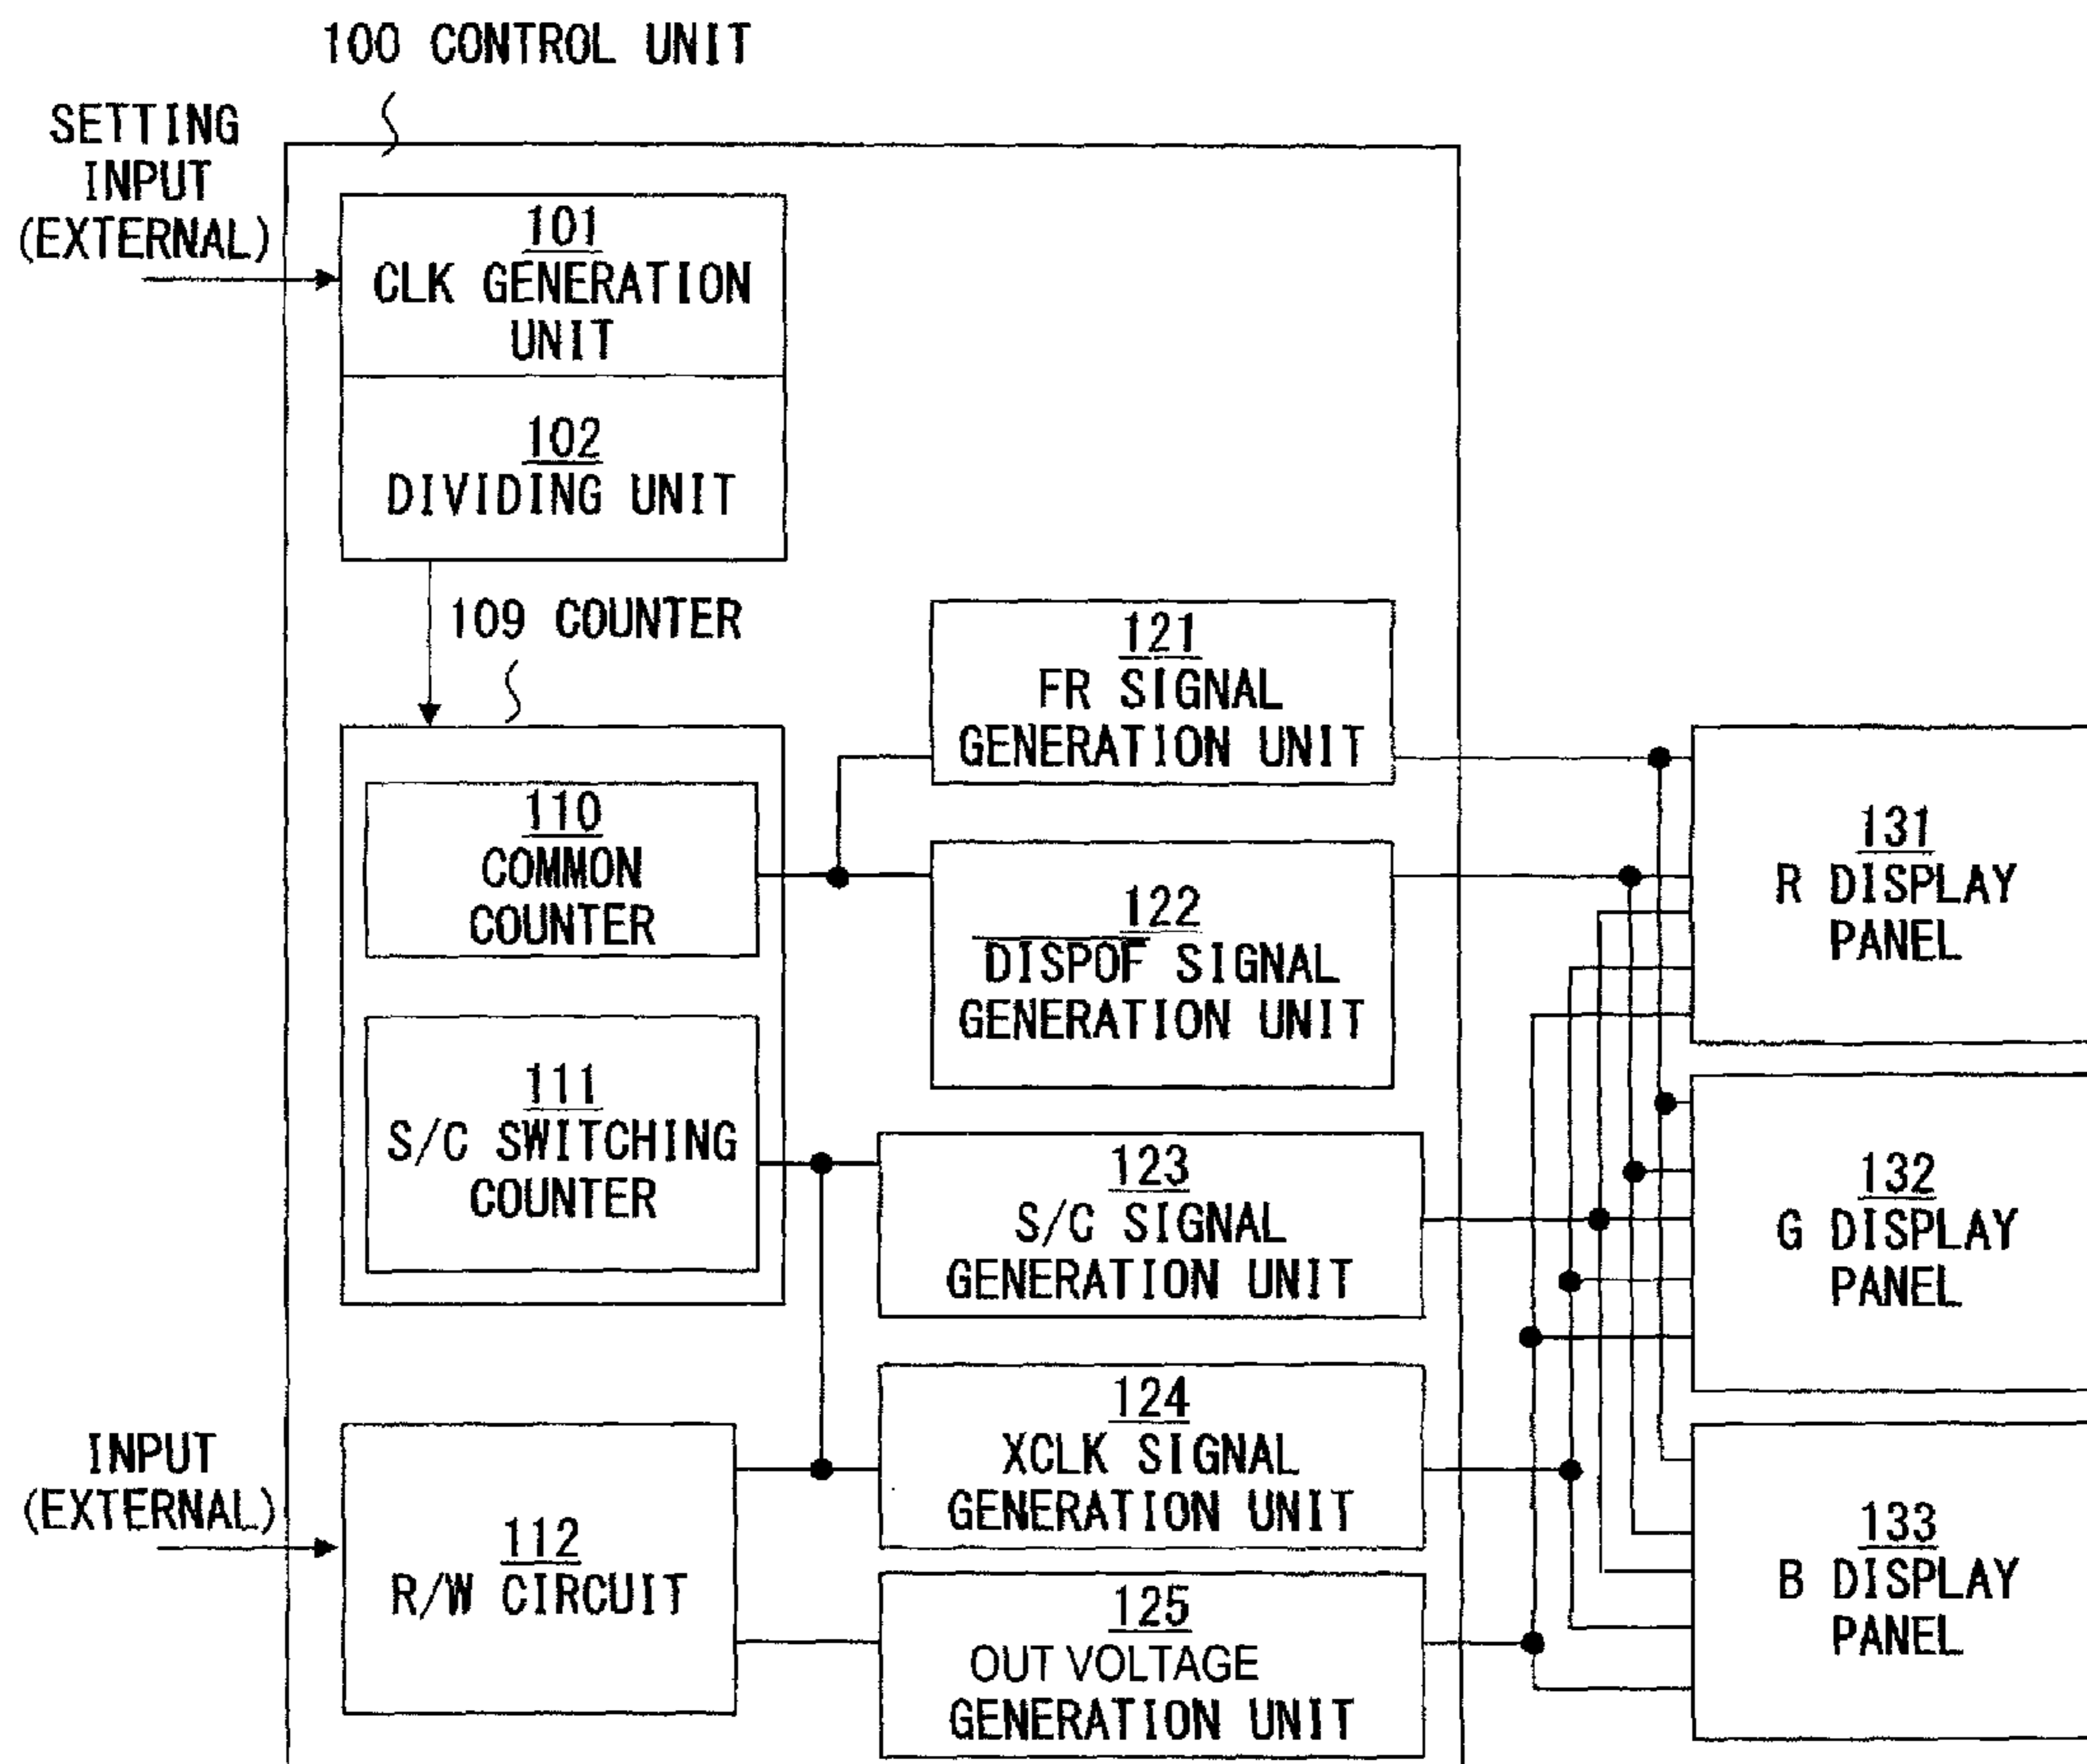 100 CONTROL UNIT
SETTING
INPUT
(EXTERNAL)
101
CLK GENERATION
UNIT
102
DIVIDING UNIT
109 COUNTER
110
COMMON
COUNTER
111
S/C SWITCHING
COUNTER
INPUT
(EXTERNAL)
112
R/W CIRCUIT
121
FR SIGNAL
GENERATION UNIT
122
DISPOF SIGNAL
GENERATION UNIT
123
S/C SIGNAL
GENERATION UNIT
124
XCLK SIGNAL
GENERATION UNIT
125
OUT VOLTAGE
GENERATION UNIT
131
R DISPLAY
PANEL
132
G DISPLAY
PANEL
133
B DISPLAY
PANEL